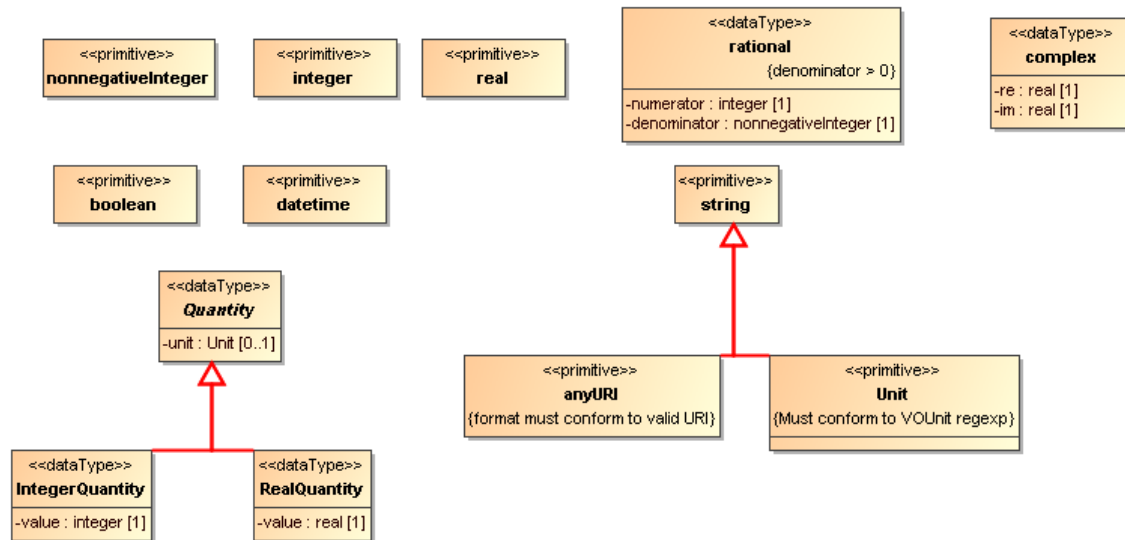 <<primitive>>
nonnegativeInteger
<<primitive>>
integer
<<primitive>>
real
<<dataType>>
rational
{denominator > 0}
-numerator : integer [1]
-denominator : nonnegativeInteger [1]
<<dataType>>
complex
-re : real [1]
-im : real [1]
<<primitive>>
boolean
<<primitive>>
datetime
<<primitive>>
string
<<dataType>>
Quantity
-unit : Unit [0..1]
<<primitive>>
anyURI
{format must conform to valid URI}
<<primitive>>
Unit
{Must conform to VOUnit regexp}
<<dataType>>
IntegerQuantity
-value : integer [1]
<<dataType>>
RealQuantity
-value : real [1]